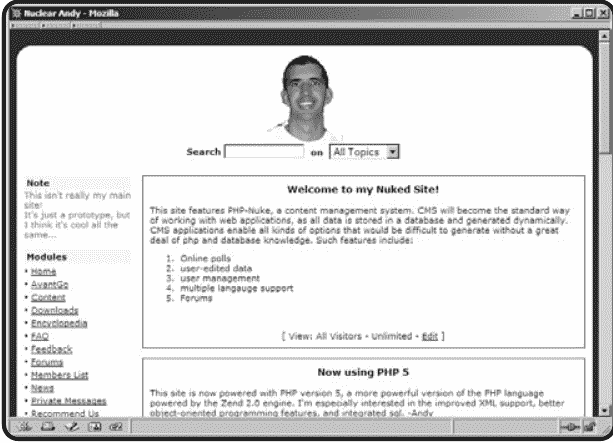 Nuclear Andy - Mozilla
Search on All Topics
Note
This isn't really my main
site!
It's just a prototype, but
I think it's cool all the
same...
Modules
Home
AvantGo
Content
Downloads
Encyclopedia
FAQ
Feedback
Forums
Members List
News
Private Messages
Recommend Us
Welcome to my Nuked Site!
This site features PHP-Nuke, a content management system. CMS will become the standard way
of working with web applications, as all data is stored in a database and generated dynamically.
CMS applications enable all kinds of options that would be difficult to generate without a great
deal of php and database knowledge. Such features include:
1. Online polls
2. user-edited data
3. user management
4. multiple langauge support
5. Forums
[ View: All Visitors - Unlimited - Edit ]
Now using PHP 5
This site is now powered with PHP version 5, a more powerful version of the PHP language
powered by the Zend 2.0 engine. I'm especially interested in the improved XML support, better
object-oriented programming features, and integrated sql. -Andy